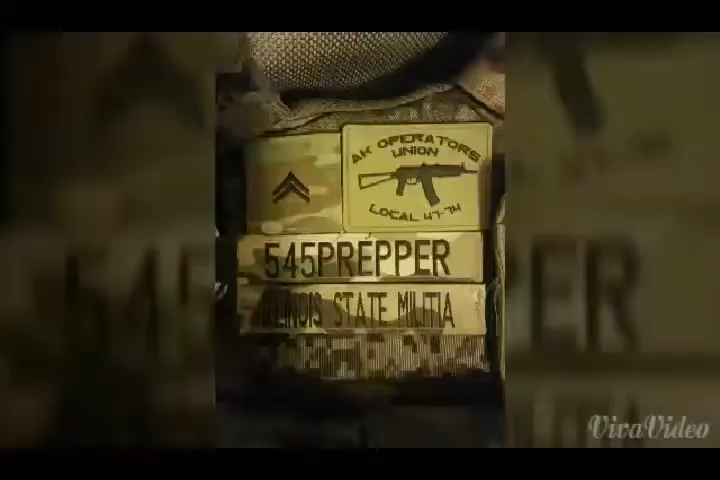 AK OPERATORS
UNION
LOCAL 47-74
545PREPPER
ILLINOIS STATE MILITIA
VivaVideo